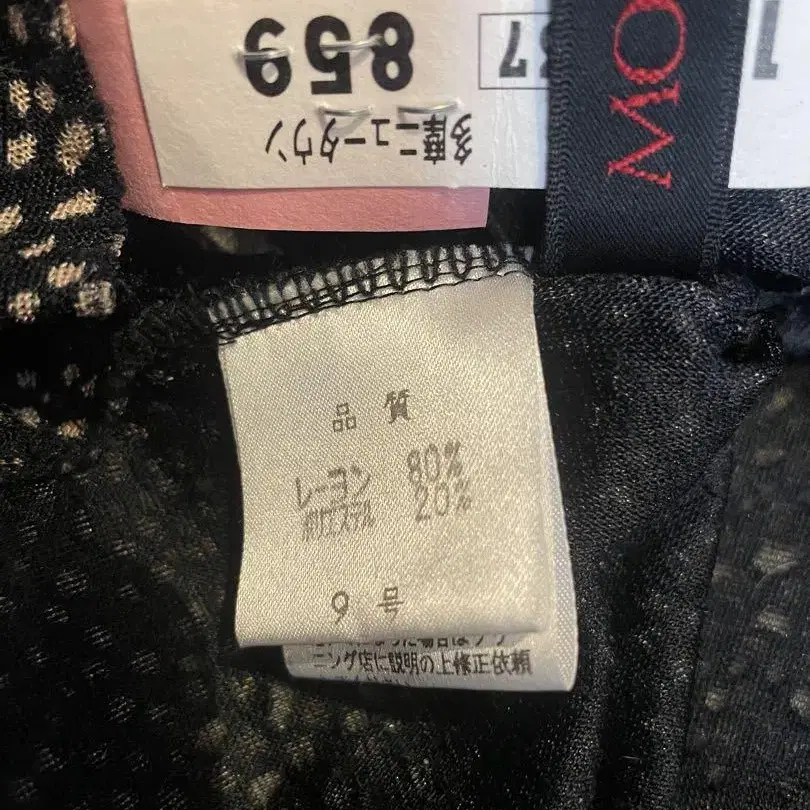 859
37
多摩ニュータウン
MO
品質
レーヨン 80%
ポリエステル 20%
9号
ニング店に説明の上修正依頼